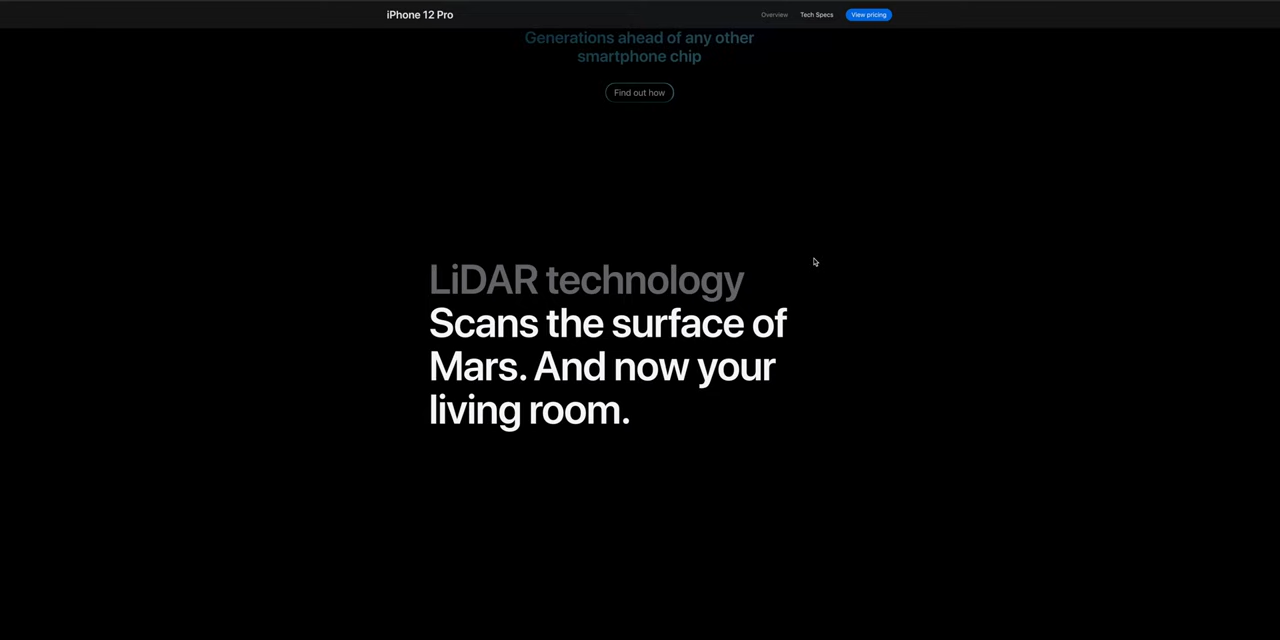 iPhone 12 Pro
Overview Tech Specs View pricing
Generations ahead of any other
smartphone chip
Find out how
LiDAR technology
Scans the surface of
Mars. And now your
living room.